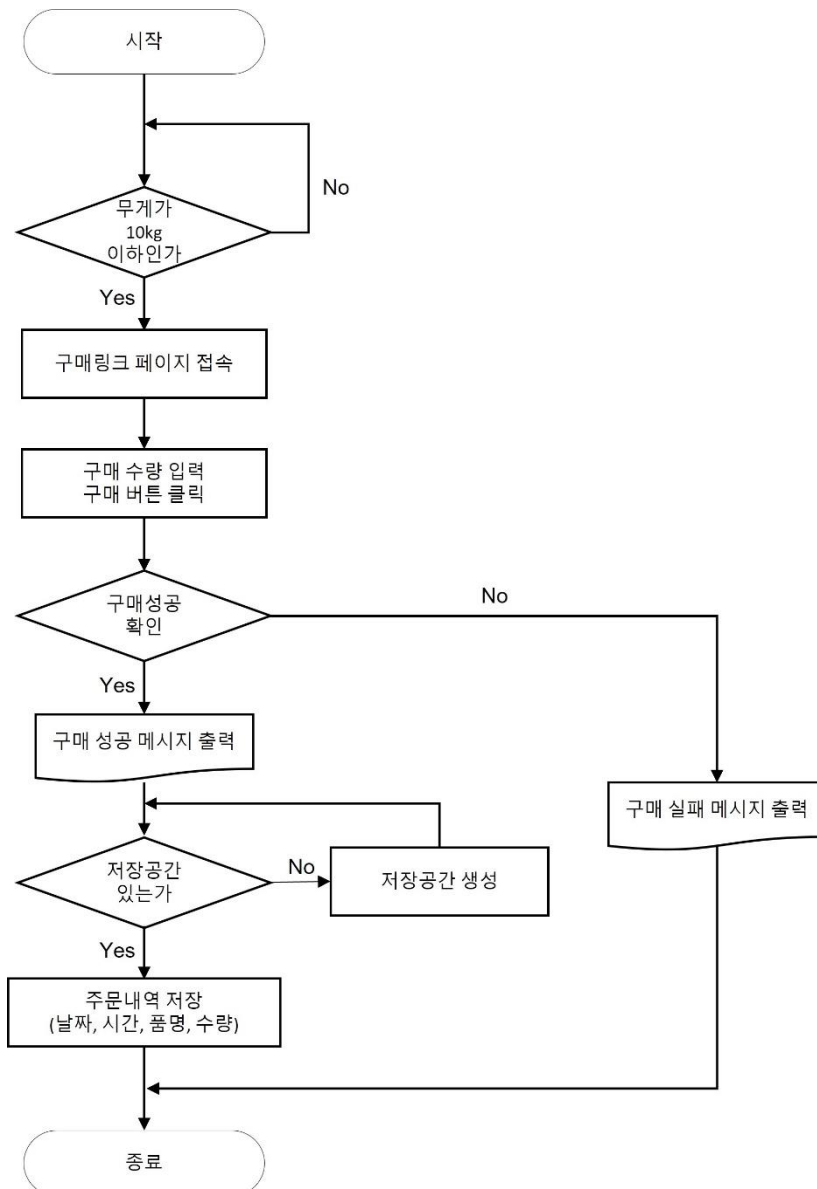 시작
No
무게가
10kg
이하인가
Yes
구매링크 페이지 접속
구매 수량 입력
구매 버튼 클릭
구매성공
확인
No
Yes
구매 성공 메시지 출력
구매 실패 메시지 출력
저장공간
있는가
No
저장공간 생성
Yes
주문내역 저장
(날짜, 시간, 품명, 수량)
종료